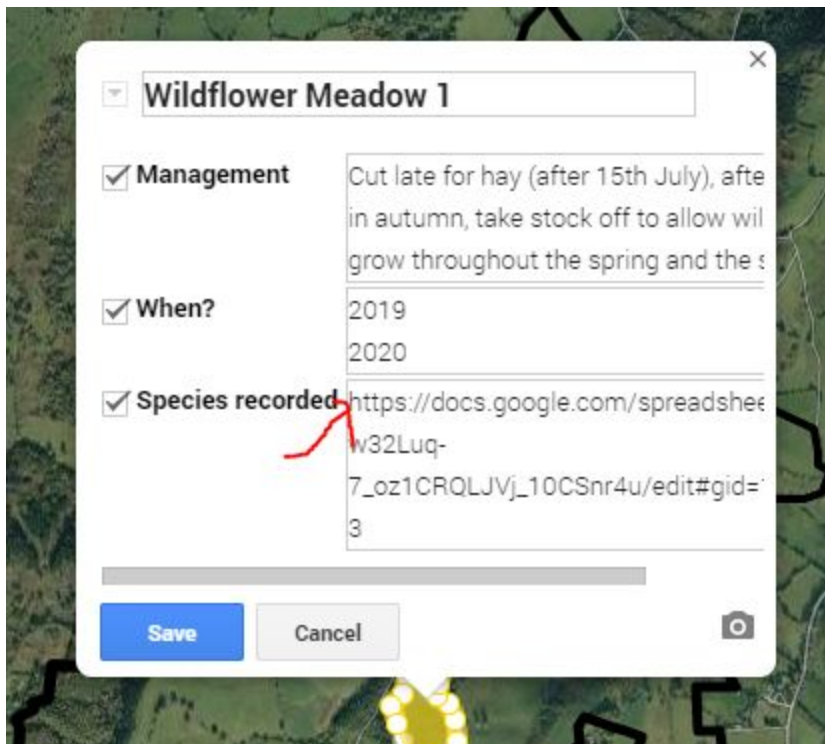 Wildflower Meadow 1
Management
Cut late for hay (after 15th July), afte
in autumn, take stock off to allow wil
grow throughout the spring and the s
When?
2019
2020
Species recorded
https://docs.google.com/spreadshee
w32Luq-
7_oz1CRQLJVj_10CSnr4u/edit#gid=
3
Save
Cancel